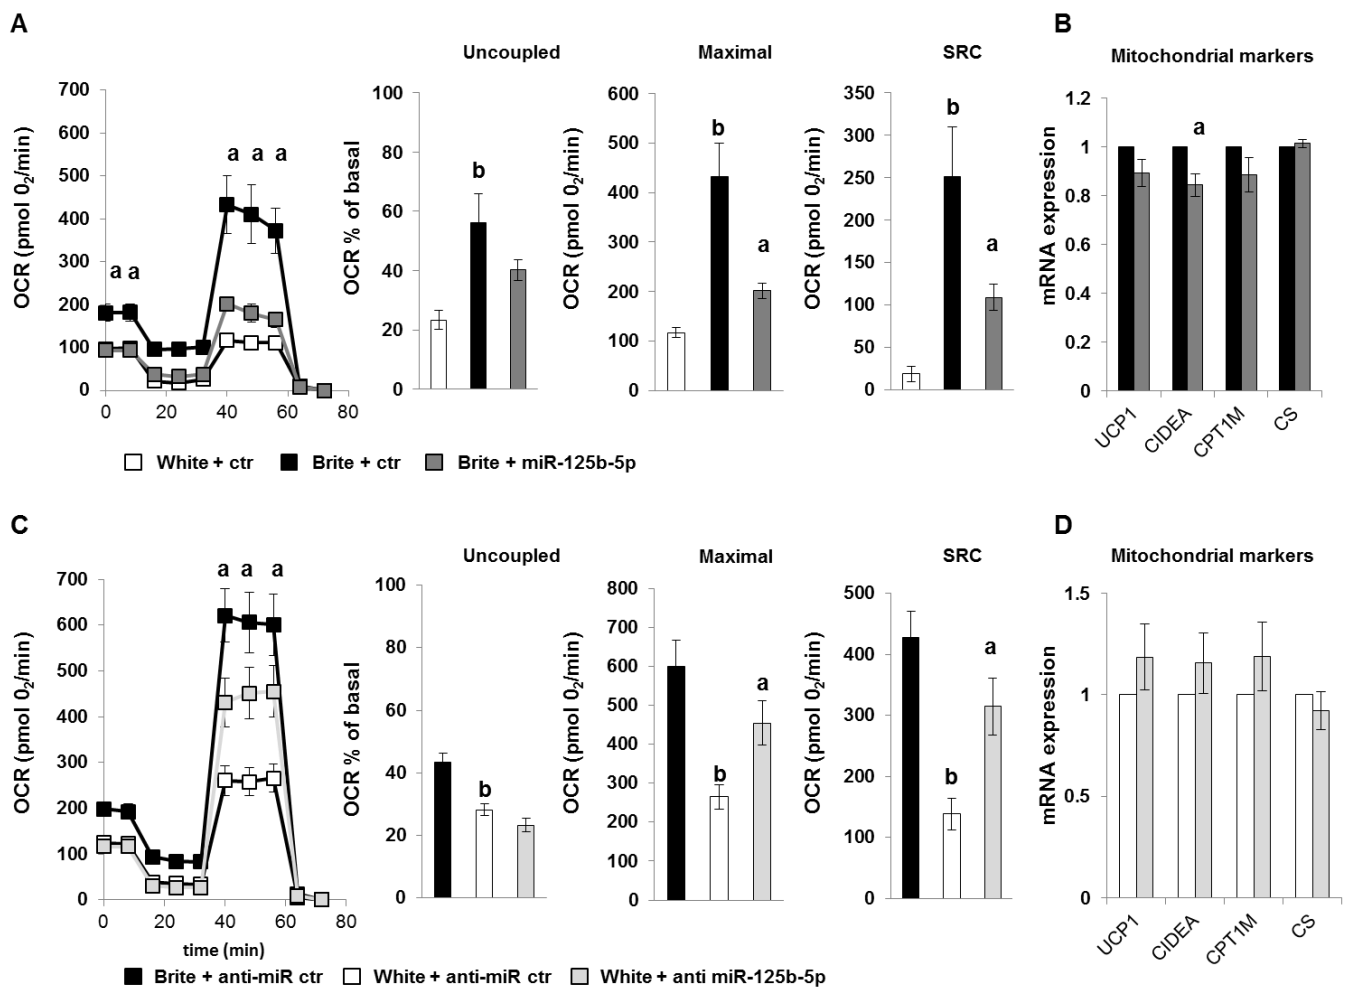 A
B
Uncoupled
Maximal
SRC
Mitochondrial markers
OCR (pmol 0₂/min)
700
600
500
400
300
200
100
0
a a
a a a
0 20 40 60 80
OCR % of basal
100
80
60
40
20
0
b
OCR (pmol 0₂/min)
600
500
400
300
200
100
0
b
a
OCR (pmol 0₂/min)
350
300
250
200
150
100
50
0
b
a
mRNA expression
1.2
1
0.8
0.6
0.4
0.2
0
a
UCP1 CIDEA CPT1M CS
White + ctr Brite + ctr Brite + miR-125b-5p
C
D
Uncoupled
Maximal
SRC
Mitochondrial markers
OCR (pmol 0₂/min)
700
600
500
400
300
200
100
0
a a a
0 20 40 60 80
time (min)
OCR % of basal
100
80
60
40
20
0
b
OCR (pmol 0₂/min)
800
700
600
500
400
300
200
100
0
b
a
OCR (pmol 0₂/min)
500
400
300
200
100
0
b
a
mRNA expression
1.5
1
0.5
0
UCP1 CIDEA CPT1M CS
Brite + anti-miR ctr White + anti-miR ctr White + anti miR-125b-5p